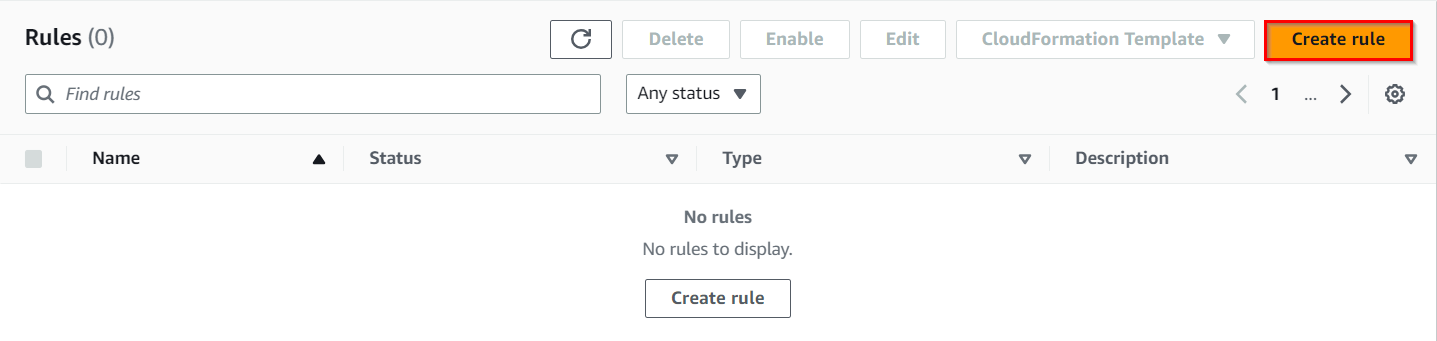 Rules (0)
Delete
Enable
Edit
CloudFormation Template
Create rule
Find rules
Any status
1
...
Name
Status
Type
Description
No rules
No rules to display.
Create rule